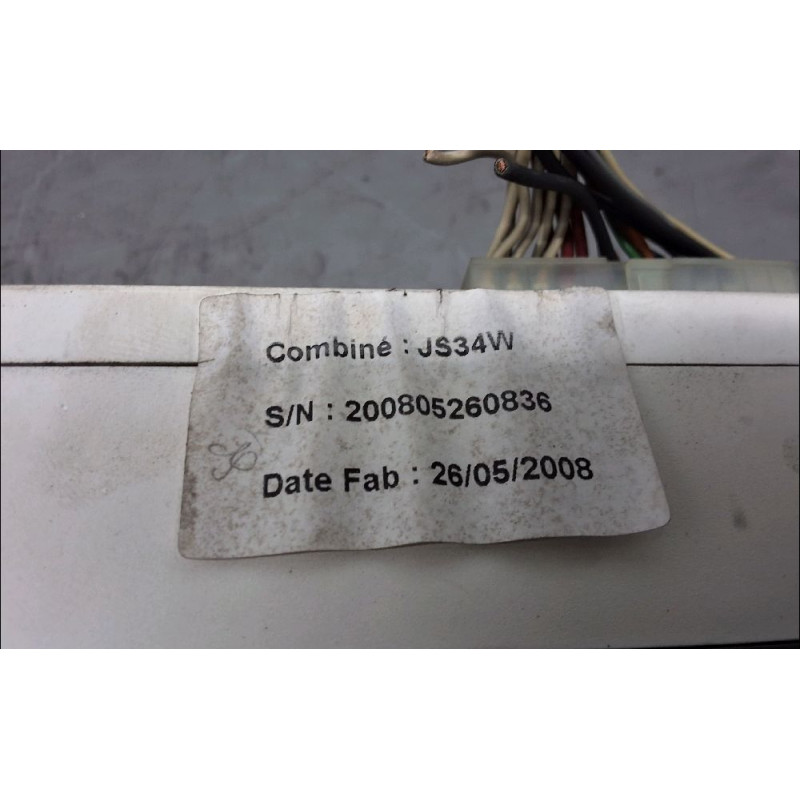 Combiné : JS34W
S/N : 200805260836
Date Fab : 26/05/2008